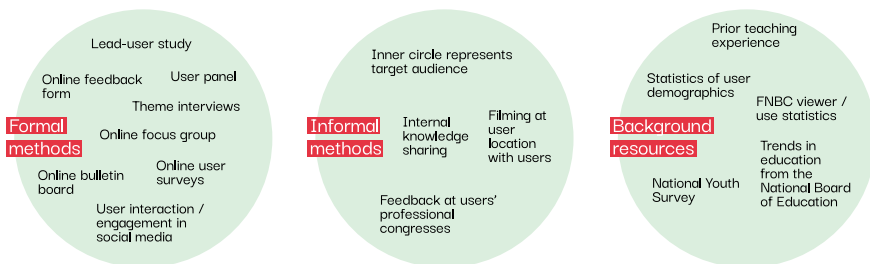 Lead-user study
Online feedback
form
User panel
Theme interviews
Formal
methods
Online focus group
Online bulletin
board
Online user
surveys
User interaction /
engagement in
social media
Inner circle represents
target audience
Informal
methods
Internal
knowledge
sharing
Filming at
user
location
with users
Feedback at users'
professional
congresses
Prior teaching
experience
Statistics of user
demographics
FNBC viewer /
use statistics
Background
resources
Trends in
education
from the
National Board
of Education
National Youth
Survey